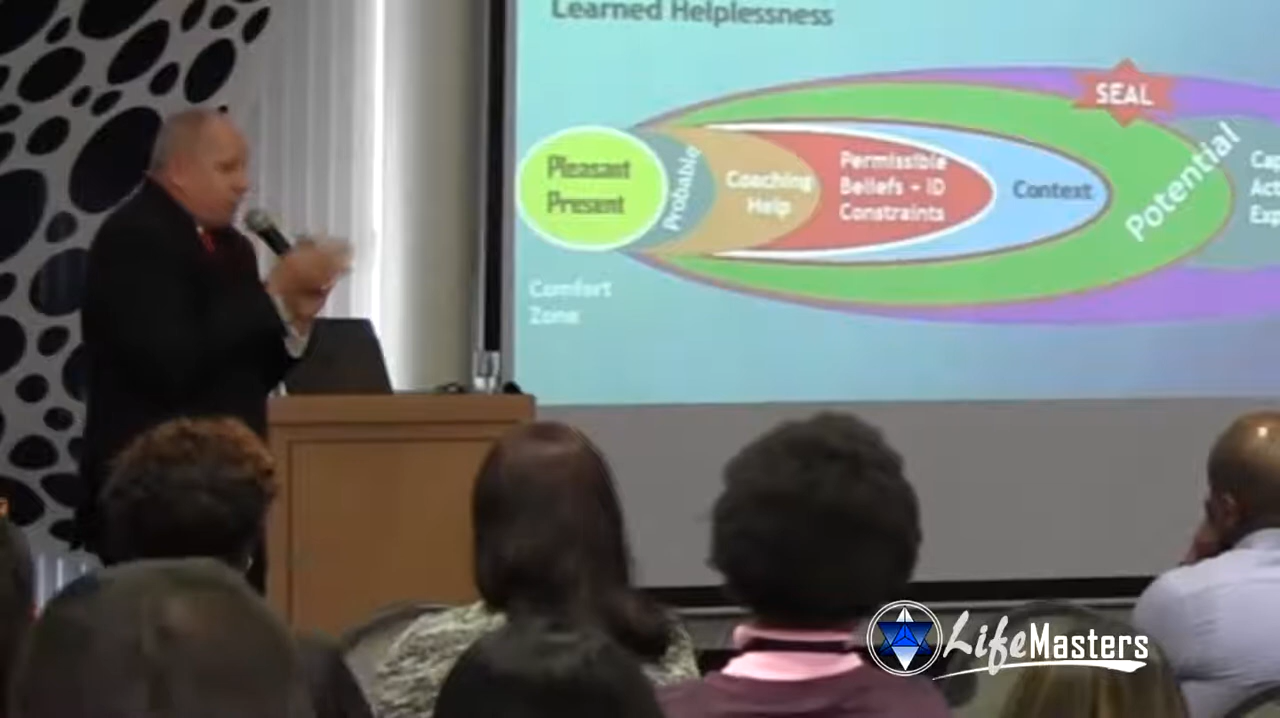 Learned Helplessness
SEAL
Pleasant
Present
Probable
Coaching
Help
Permissible
Beliefs - ID
Constraints
Context
Potential
Comfort
Zone
LifeMasters